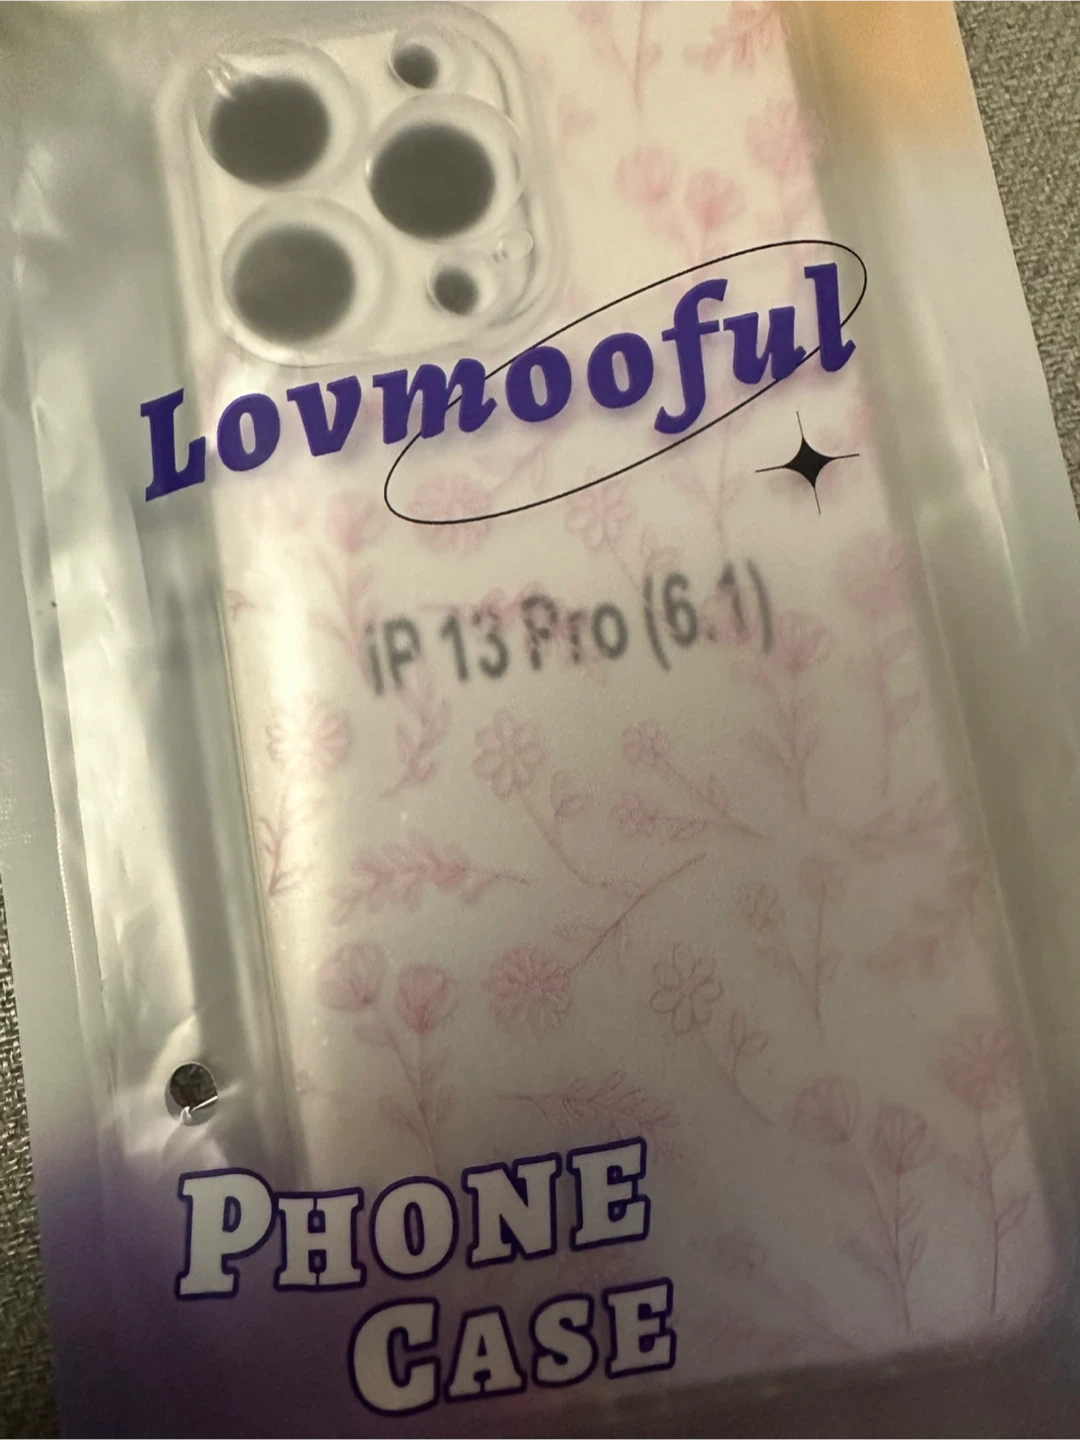 Lovmooful
iP 13 Pro (6.1)
PHONE
CASE